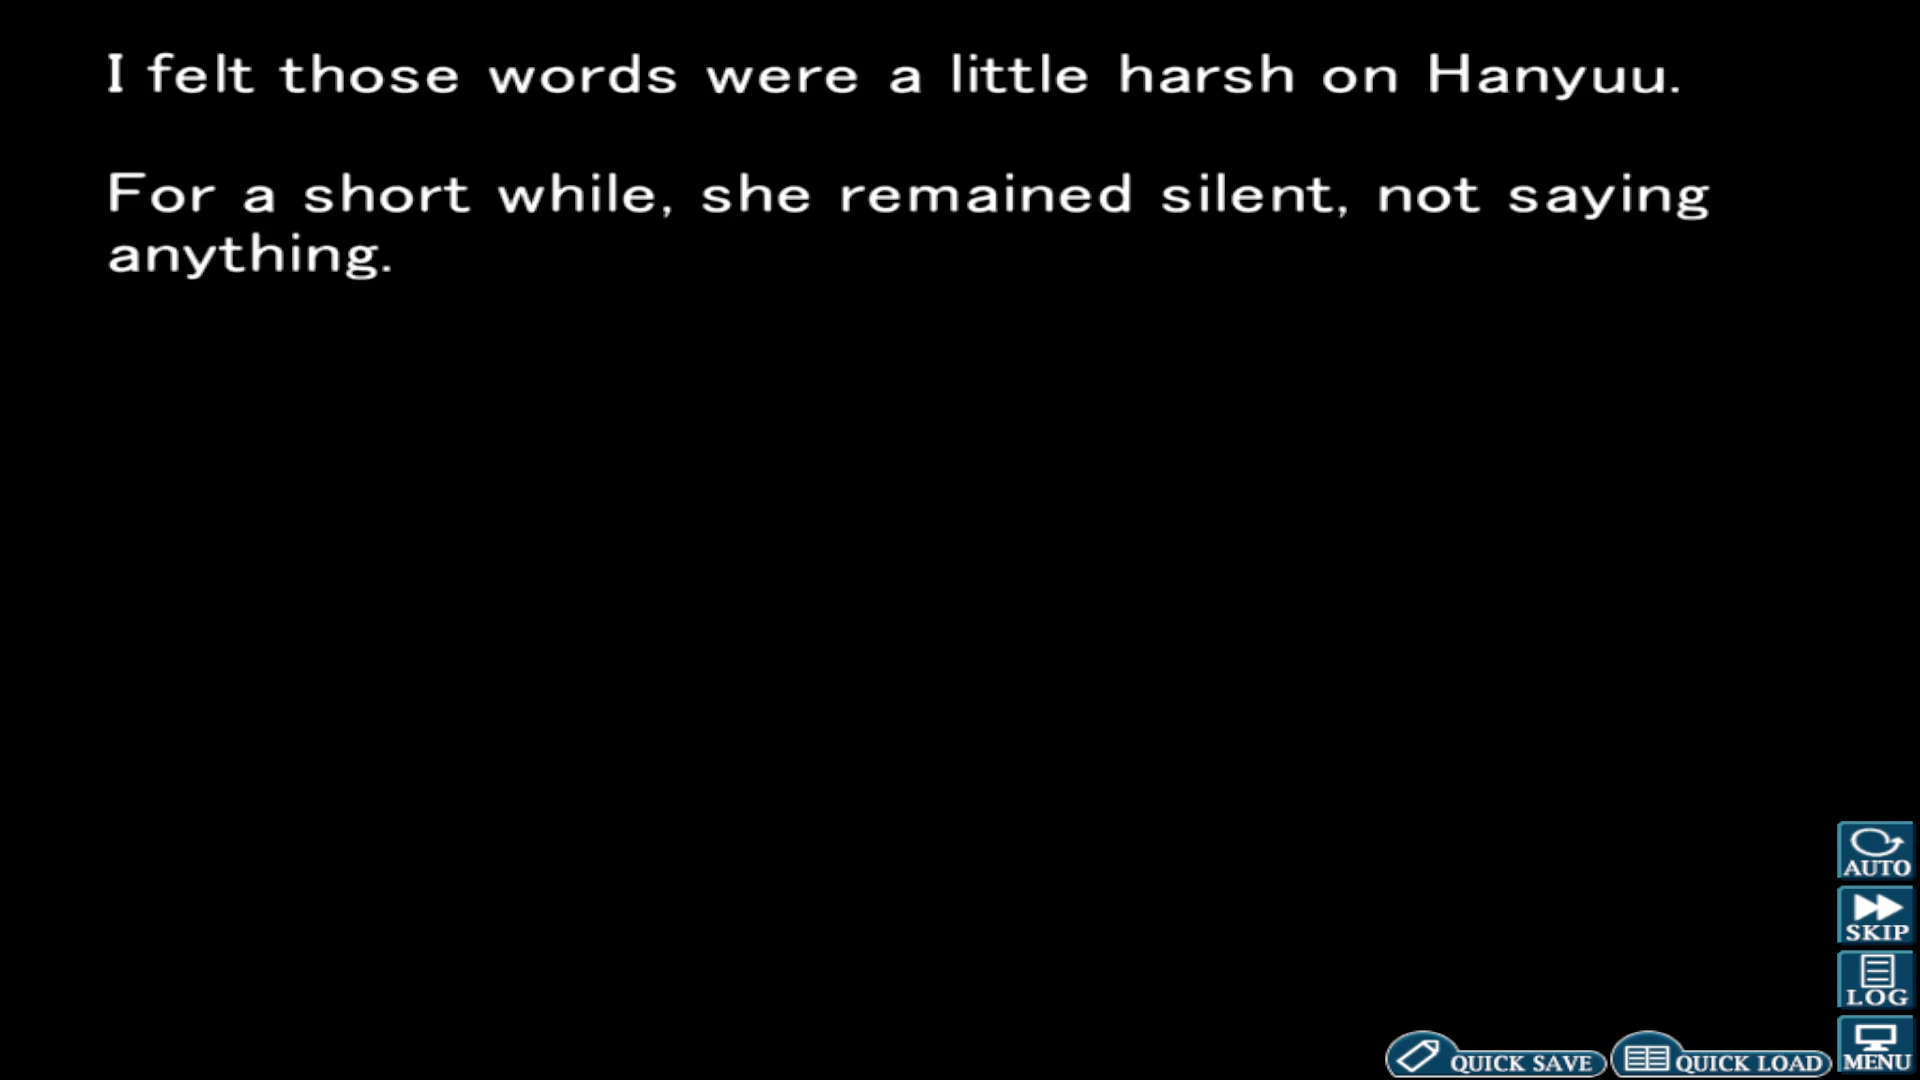 I felt those words were a little harsh on Hanyuu.
For a short while, she remained silent, not saying
anything.
AUTO
SKIP
LOG
MENU
QUICK SAVE
QUICK LOAD